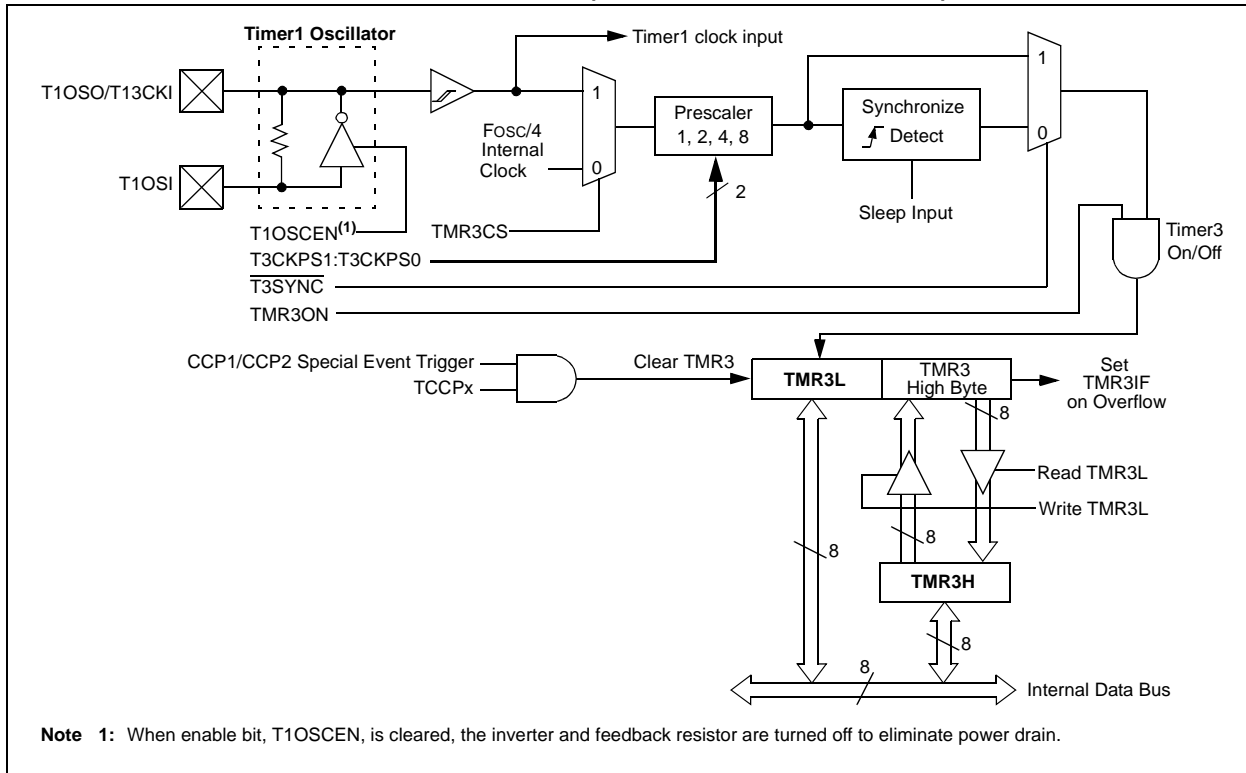 Timer1 Oscillator
Timer1 clock input
1
T1OSO/T13CKI
1
Prescaler
1, 2, 4, 8
Synchronize
Detect
FOSC/4
Internal
Clock
0
0
T1OSI
2
Sleep Input
T1OSCEN(1)
TMR3CS
Timer3
On/Off
T3CKPS1:T3CKPS0
T3SYNC
TMR3ON
CCP1/CCP2 Special Event Trigger
TCCPx
Clear TMR3
TMR3L
TMR3
High Byte
Set
TMR3IF
on Overflow
8
Read TMR3L
Write TMR3L
8
8
TMR3H
8
8
Internal Data Bus
Note 1: When enable bit, T1OSCEN, is cleared, the inverter and feedback resistor are turned off to eliminate power drain.